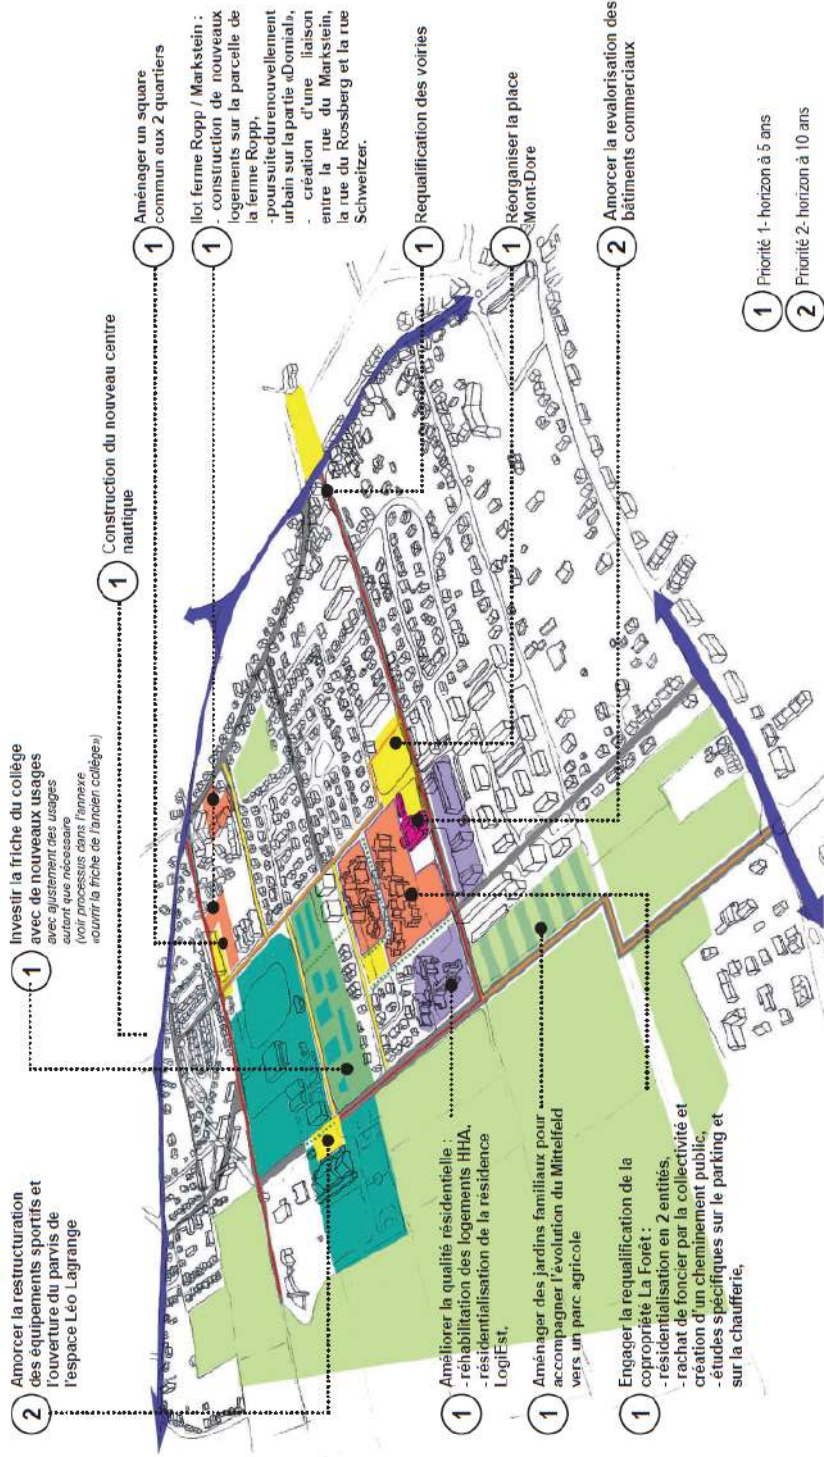 2
Amorcer la restructuration
des équipements sportifs et
l'ouverture du parvis de
l'espace Léo Lagrange
1
Investir la friche du collège
avec de nouveaux usages
avec ajustement des usages
autant que nécessaire
(voir processus dans l'annexe
«ouvrir la friche de l'ancien collège»)
1
Construction du nouveau centre
nautique
1
Aménager un square
commun aux 2 quartiers
1
Ilot ferme Ropp / Markstein :
- construction de nouveaux
logements sur la parcelle de
la ferme Ropp,
-poursuitedurenouvellement
urbain sur la partie «Domial»,
- création d'une liaison
entre la rue du Markstein,
la rue du Rossberg et la rue
Schweitzer.
1
Requalification des voiries
1
Réorganiser la place
Mont-Dore
2
Amorcer la revalorisation des
bâtiments commerciaux
1
Améliorer la qualité résidentielle :
- réhabilitation des logements HHA,
- résidentialisation de la résidence
LogiEst,
1
Aménager des jardins familiaux pour
accompagner l'évolution du Mittelfeld
vers un parc agricole
1
Engager la requalification de la
copropriété La Forêt :
- résidentialisation en 2 entités,
- rachat de foncier par la collectivité et
création d'un cheminement public,
- études spécifiques sur le parking et
sur la chaufferie,
1 Priorité 1- horizon à 5 ans
2 Priorité 2- horizon à 10 ans